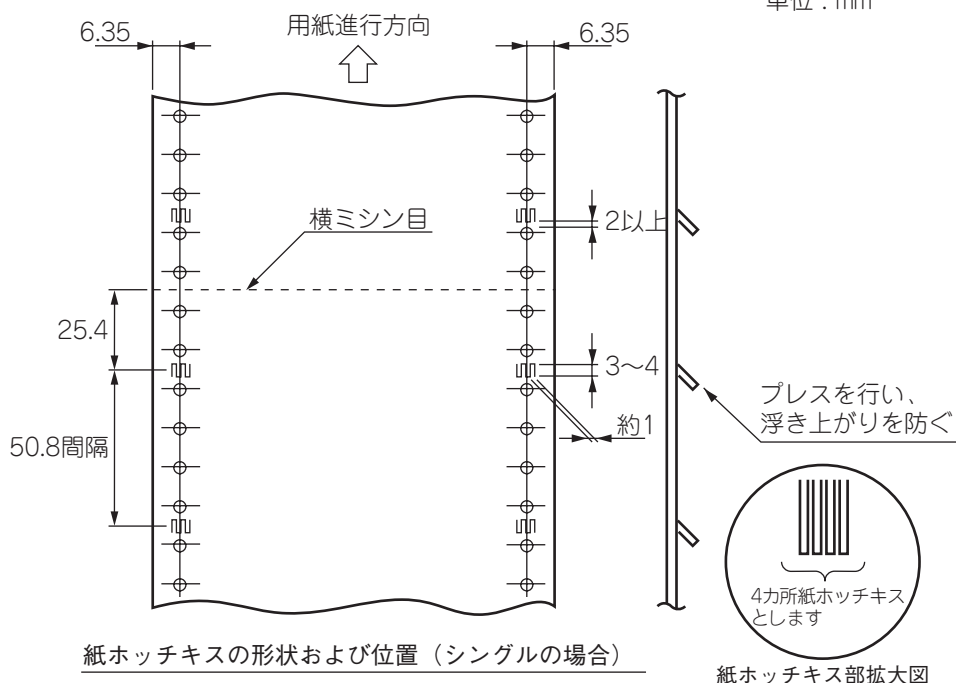 単位：mm
6.35
用紙進行方向
6.35
横ミシン目
2以上
25.4
3～4
約1
50.8間隔
プレスを行い、
浮き上がりを防ぐ
4カ所紙ホッチキス
とします
紙ホッチキスの形状および位置（シングルの場合）
紙ホッチキス部拡大図